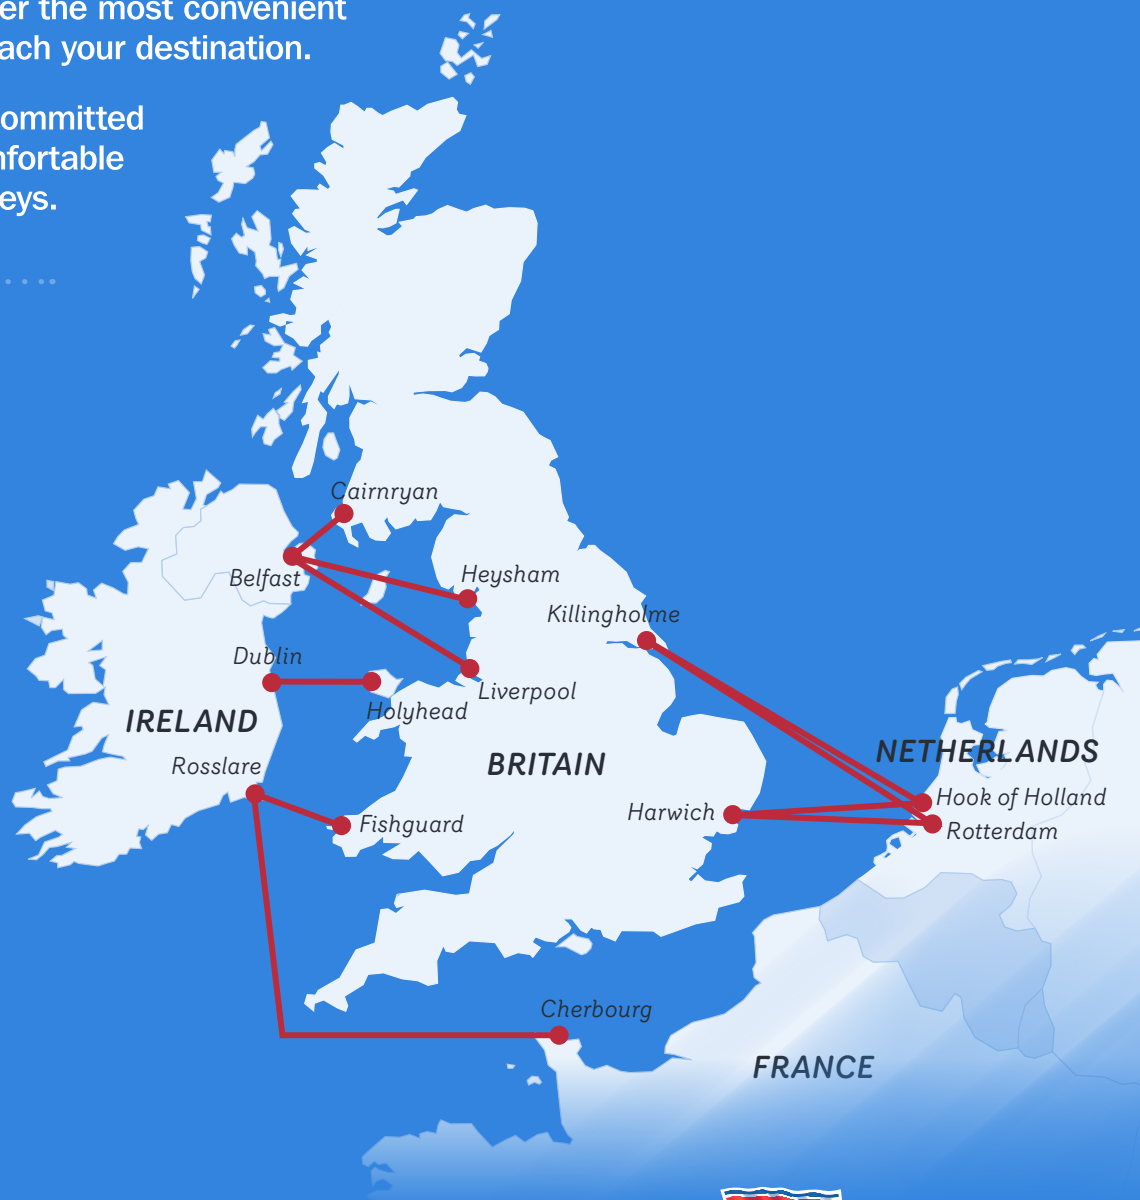 er the most convenient
ach your destination.
ommitted
nfortable
eys.
Cairnryan
Belfast
Heysham
Killingholme
Dublin
Liverpool
Holyhead
IRELAND
BRITAIN
NETHERLANDS
Rosslare
Hook of Holland
Harwich
Fishguard
Rotterdam
Cherbourg
FRANCE